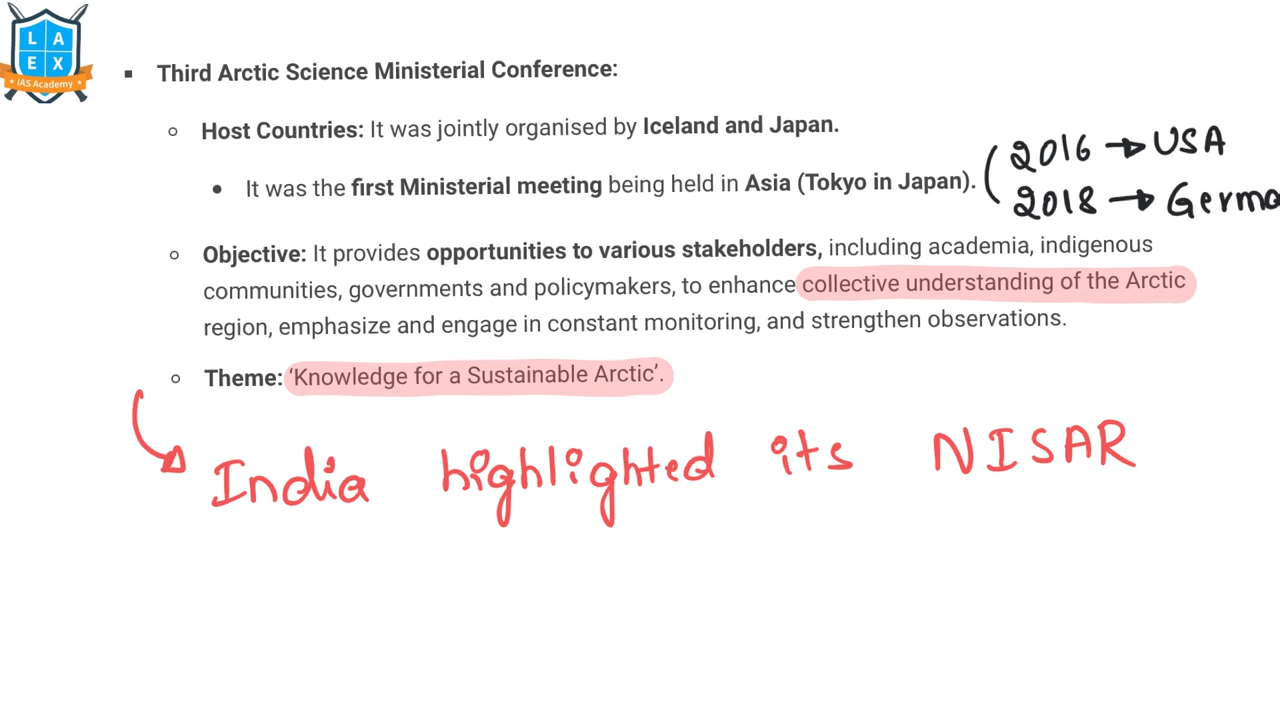 L A
E X
IAS Academy
Third Arctic Science Ministerial Conference:
Host Countries: It was jointly organised by Iceland and Japan.
It was the first Ministerial meeting being held in Asia (Tokyo in Japan).
( 2016 → USA
2018 → Germa
Objective: It provides opportunities to various stakeholders, including academia, indigenous
communities, governments and policymakers, to enhance collective understanding of the Arctic
region, emphasize and engage in constant monitoring, and strengthen observations.
Theme: ‘Knowledge for a Sustainable Arctic’.
India highlighted its NISAR